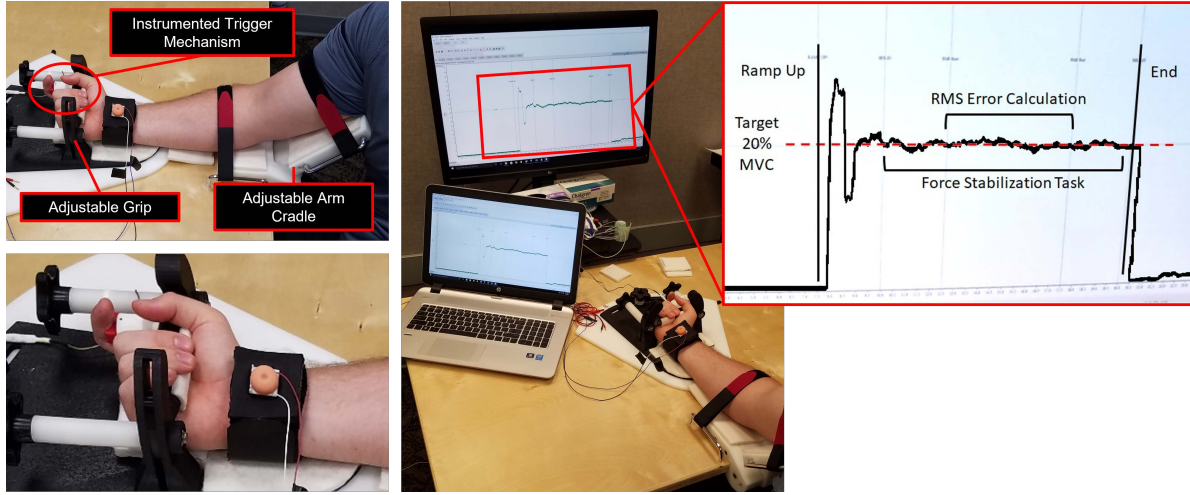 Instrumented Trigger
Mechanism
Adjustable Grip
Adjustable Arm
Cradle
Ramp Up
End
RMS Error Calculation
Target
20%
MVC
Force Stabilization Task